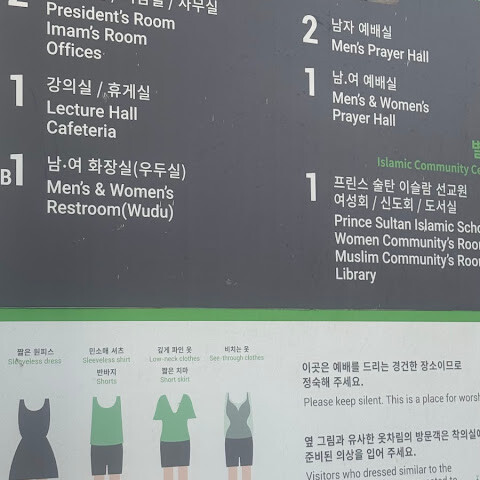 2
/ 사무실
President's Room
Imam's Room
Offices
1
강의실 / 휴게실
Lecture Hall
Cafeteria
B1
남·여 화장실(우두실)
Men's & Women's
Restroom(Wudu)
2
남자 예배실
Men's Prayer Hall
1
남.여 예배실
Men's & Women's
Prayer Hall
Islamic Community
1
프린스 술탄 이슬람 선교원
여성회 / 신도회 / 도서실
Prince Sultan Islamic
Women Community's
Muslim Community's
Library
짧은 원피스
Sleeveless dress
민소매 셔츠
Sleeveless shirt
반바지
Shorts
깊게 파인 옷
Low-neck clothes
짧은 치마
Short skirt
비치는 옷
See-through clothes
이곳은 예배를 드리는 경건한 장소이므로
정숙해 주세요.
Please keep silent. This is a place for
옆 그림과 유사한 옷차림의 방문객은
준비된 의상을 입어 주세요.
Visitors who dressed similar to the